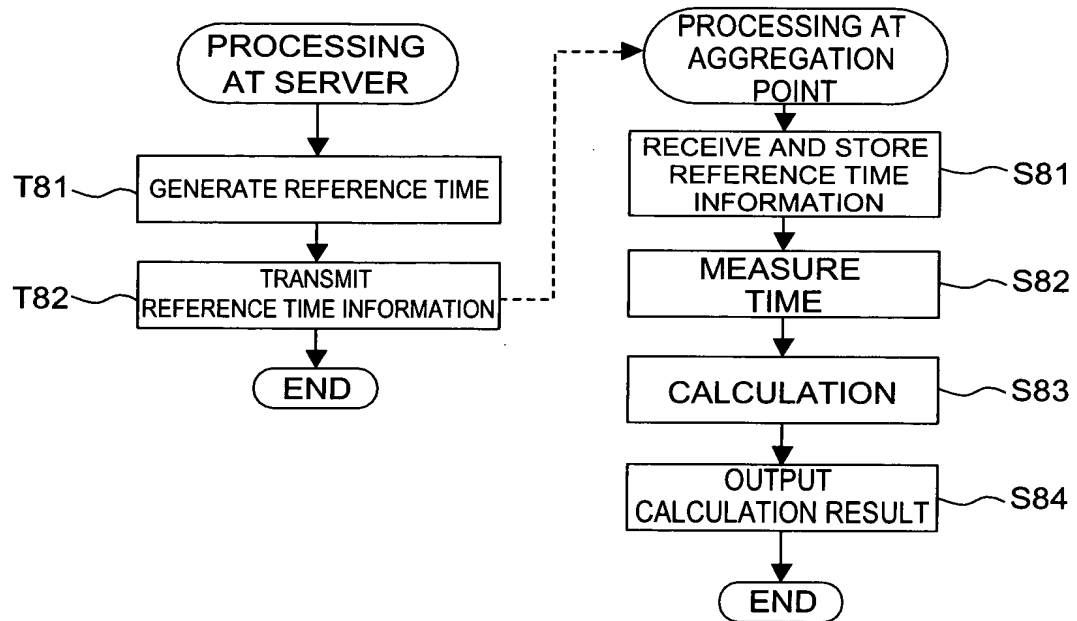 PROCESSING
AT SERVER
T81
GENERATE REFERENCE TIME
T82
TRANSMIT
REFERENCE TIME INFORMATION
END
PROCESSING AT
AGGREGATION
POINT
RECEIVE AND STORE
REFERENCE TIME
INFORMATION
S81
MEASURE
TIME
S82
CALCULATION
S83
OUTPUT
CALCULATION RESULT
S84
END